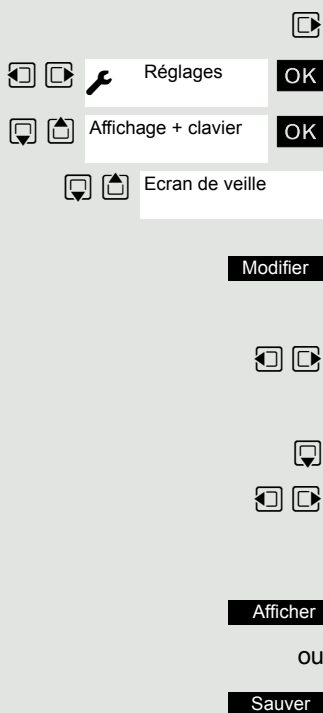 Réglages OK
Affichage + clavier OK
Ecran de veille
Modifier
Afficher
ou
Sauver